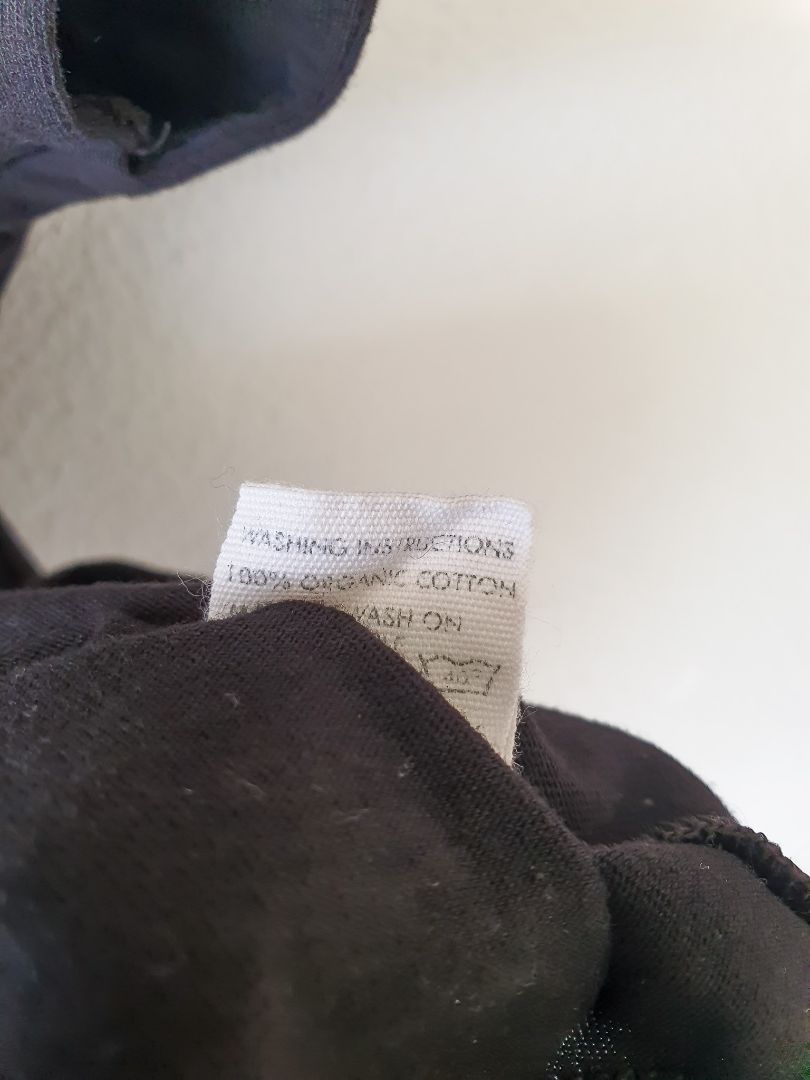 WASHING INSTRUCTIONS
100% ORGANIC COTTON
WASH ON